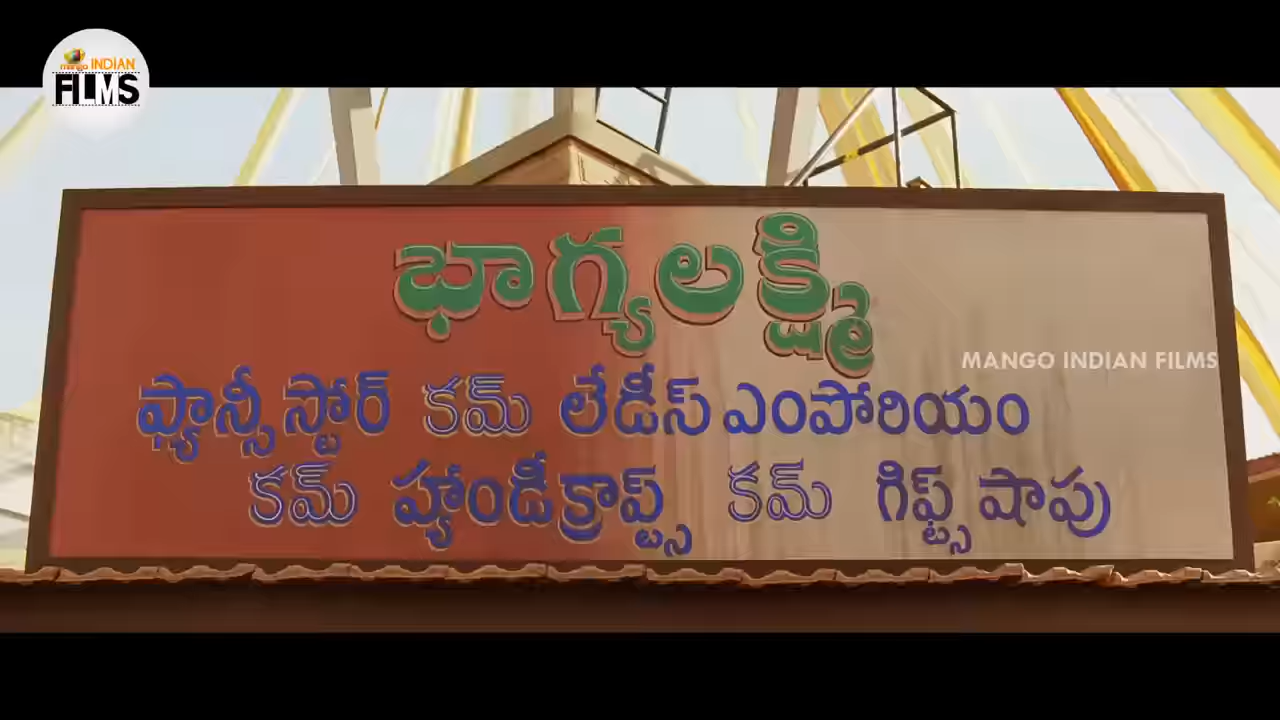 mango INDIAN
FILMS
భాగ్యలక్ష్మి
MANGO INDIAN FILMS
ఫ్యాన్సీ స్టోర్ కమ్ లేడీస్ ఎంపోరియం
కమ్ హ్యాండీక్రాఫ్ట్స్ కమ్ గిఫ్ట్స్ షాపు